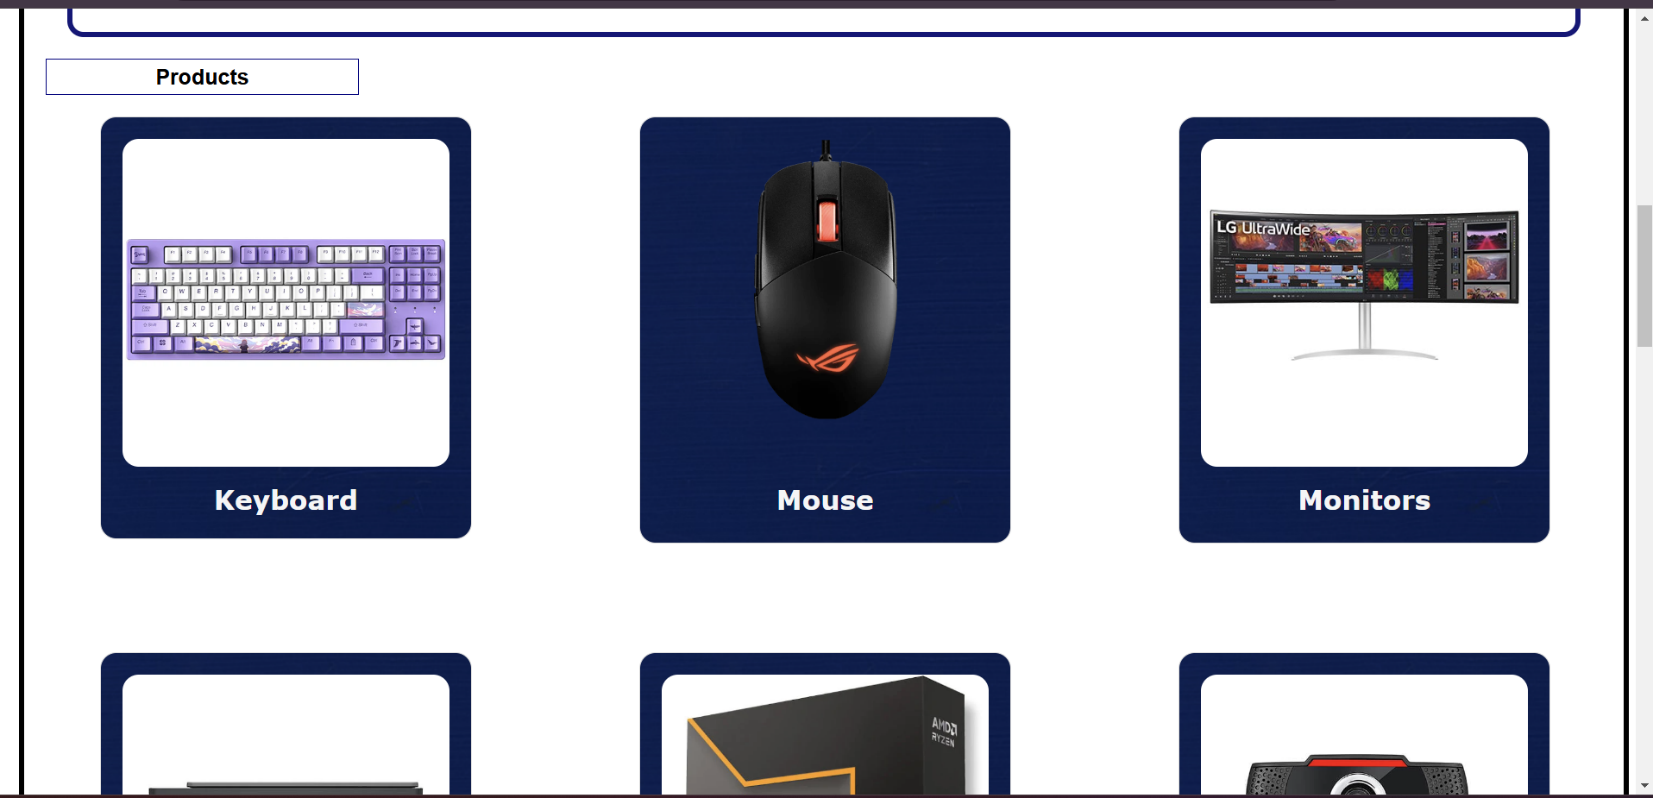 Products
LG UltraWide
Keyboard
Mouse
Monitors
AMD
RYZEN